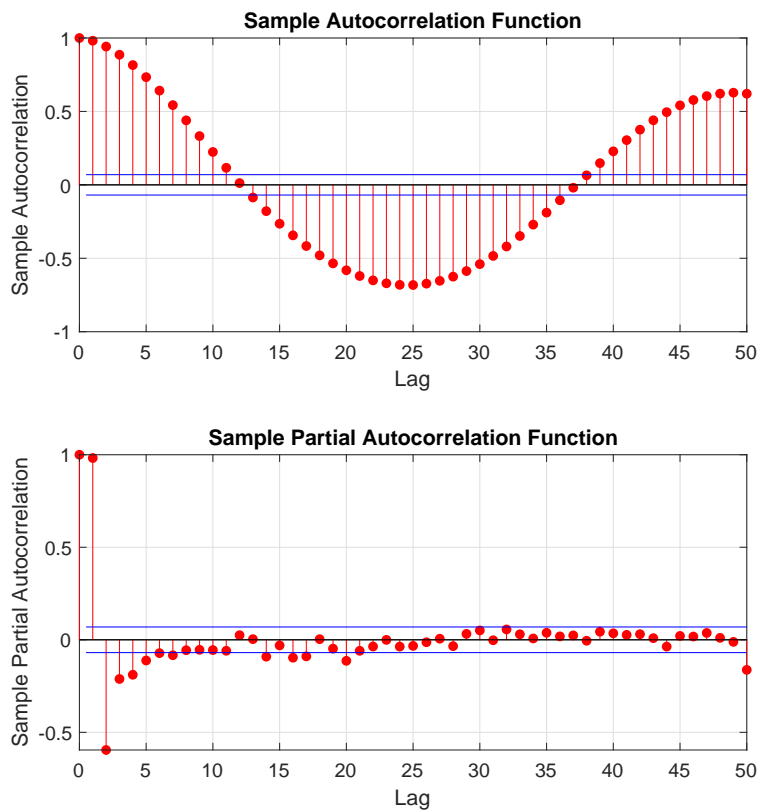 Sample Autocorrelation Function
1
0.5
0
-0.5
-1
Sample Autocorrelation
0 5 10 15 20 25 30 35 40 45 50
Lag
Sample Partial Autocorrelation Function
1
0.5
0
-0.5
Sample Partial Autocorrelation
0 5 10 15 20 25 30 35 40 45 50
Lag